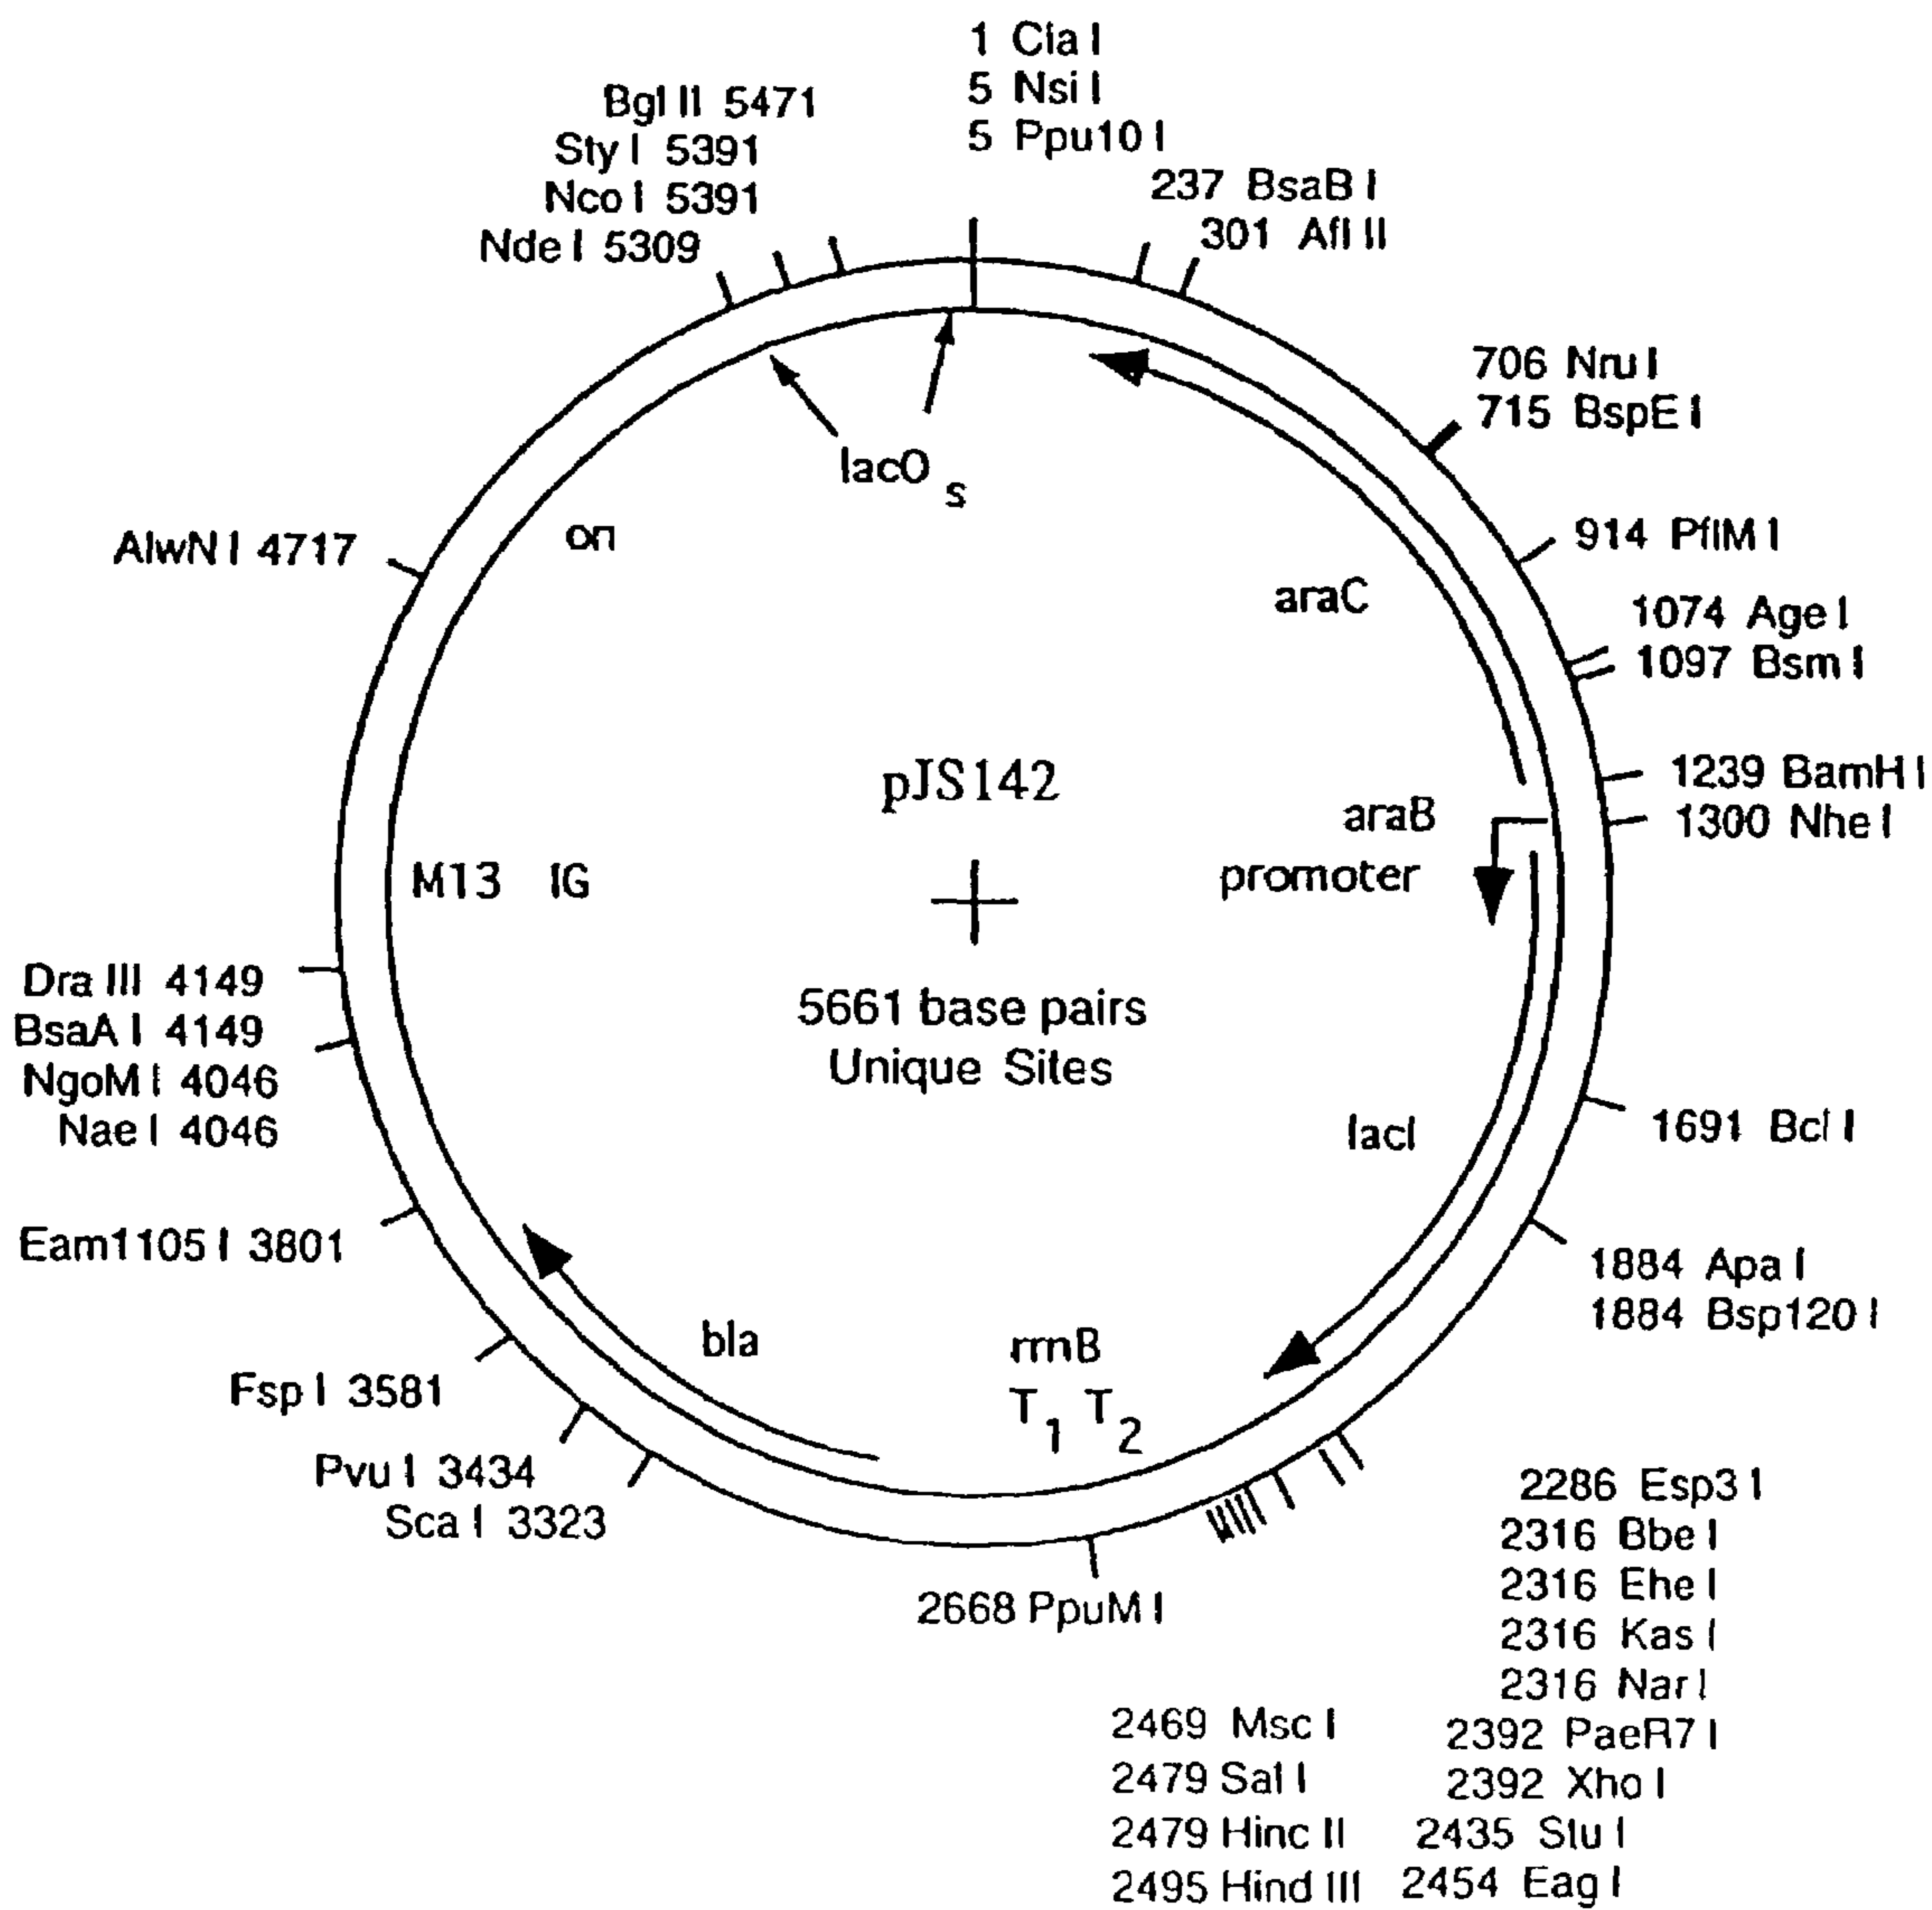 1 Cla I
5 Nsi I
5 Ppu10 I
Bgl II 5471
Sty I 5391
Nco I 5391
Nde I 5309
237 BsaB I
301 Afl II
706 Nru I
715 BspE I
lacO s
AlwN I 4717
ori
914 PflM I
araC
1074 Age I
1097 Bsm I
pJS142
1239 BamH I
1300 Nhe I
araB
promoter
M13 IG
Dra III 4149
BsaA I 4149
NgoM I 4046
Nae I 4046
5661 base pairs
Unique Sites
lacI
1691 Bcl I
Eam1105 I 3801
1884 Apa I
1884 Bsp120 I
bla
rrnB
T1 T2
Fsp I 3581
Pvu I 3434
Sca I 3323
2668 PpuM I
2286 Esp3 I
2316 Bbe I
2316 Ehe I
2316 Kas I
2316 Nar I
2392 PaeR7 I
2392 Xho I
2435 Stu I
2454 Eag I
2469 Msc I
2479 Sal I
2479 Hinc II
2495 Hind III